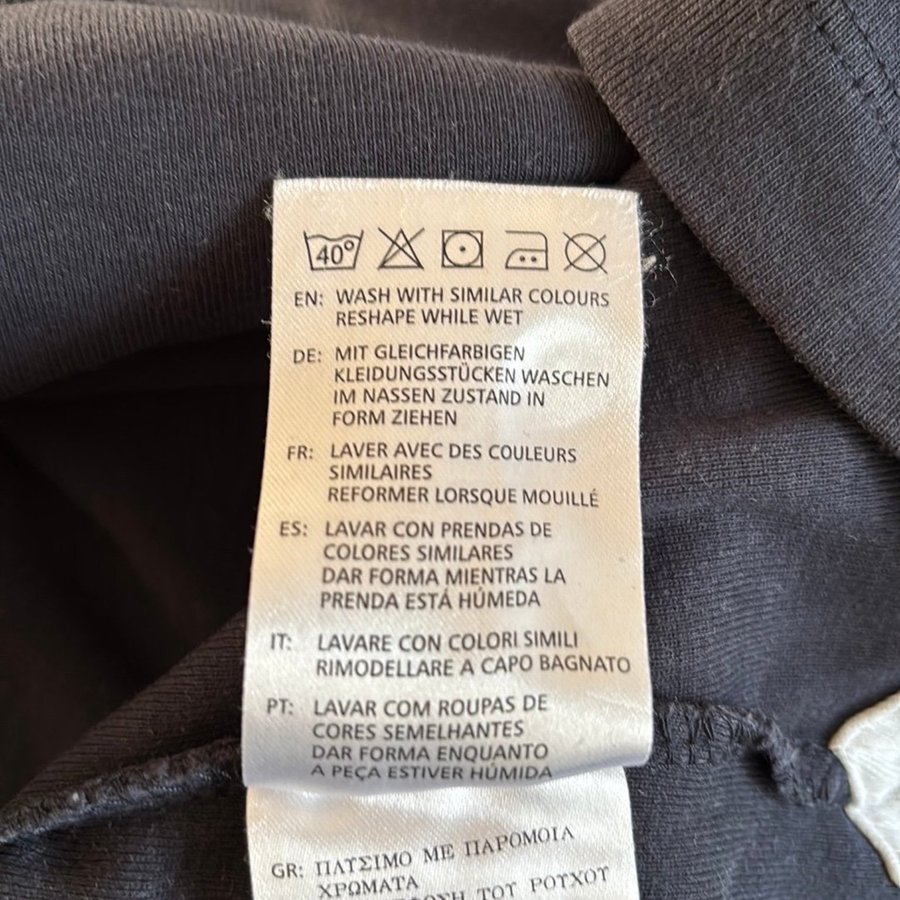 40°
EN: WASH WITH SIMILAR COLOURS
RESHAPE WHILE WET
DE: MIT GLEICHFARBIGEN
KLEIDUNGSSTÜCKEN WASCHEN
IM NASSEN ZUSTAND IN
FORM ZIEHEN
FR: LAVER AVEC DES COULEURS
SIMILAIRES
REFORMER LORSQUE MOUILLÉ
ES: LAVAR CON PRENDAS DE
COLORES SIMILARES
DAR FORMA MIENTRAS LA
PRENDA ESTÁ HÚMEDA
IT: LAVARE CON COLORI SIMILI
RIMODELLARE A CAPO BAGNATO
PT: LAVAR COM ROUPAS DE
CORES SEMELHANTES
DAR FORMA ENQUANTO
A PEÇA ESTIVER HÚMIDA
GR: ΠΛΥΣΙΜΟ ΜΕ ΠΑΡΟΜΟΙΑ
ΧΡΩΜΑΤΑ
ΤΟΥ ΡΟΥΧΟΥ